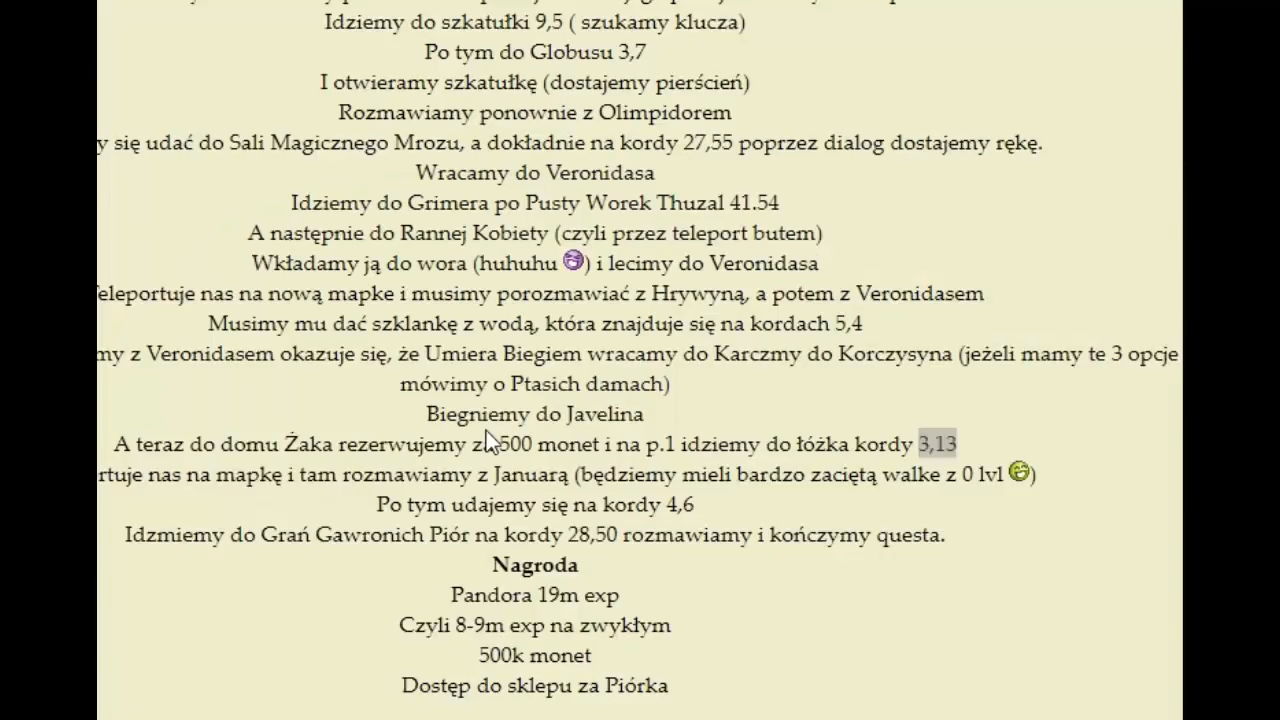 Idziemy do szkatułki 9,5 ( szukamy klucza)
Po tym do Globusu 3,7
I otwieramy szkatułkę (dostajemy pierścień)
Rozmawiamy ponownie z Olimpidorem
y się udać do Sali Magicznego Mrozu, a dokładnie na kordy 27,55 poprzez dialog dostajemy rękę.
Wracamy do Veronidasa
Idziemy do Grimera po Pusty Worek Thuzal 41.54
A następnie do Rannej Kobiety (czyli przez teleport butem)
Wkładamy ją do wora (huhuhu ) i lecimy do Veronidasa
eleportuje nas na nową mapke i musimy porozmawiać z Hrywyną, a potem z Veronidasem
Musimy mu dać szklankę z wodą, która znajduje się na kordach 5,4
my z Veronidasem okazuje się, że Umiera Biegiem wracamy do Karczmy do Korczysyna (jeżeli mamy te 3 opcje
mówimy o Ptasich damach)
Biegniemy do Javelina
A teraz do domu Żaka rezerwujemy za 500 monet i na p.1 idziemy do łóżka kordy 3,13
rtuje nas na mapkę i tam rozmawiamy z Januarą (będziemy mieli bardzo zaciętą walke z 0 lvl )
Po tym udajemy się na kordy 4,6
Idzmiemy do Grań Gawronich Piór na kordy 28,50 rozmawiamy i kończymy questa.
Nagroda
Pandora 19m exp
Czyli 8-9m exp na zwykłym
500k monet
Dostęp do sklepu za Piórka